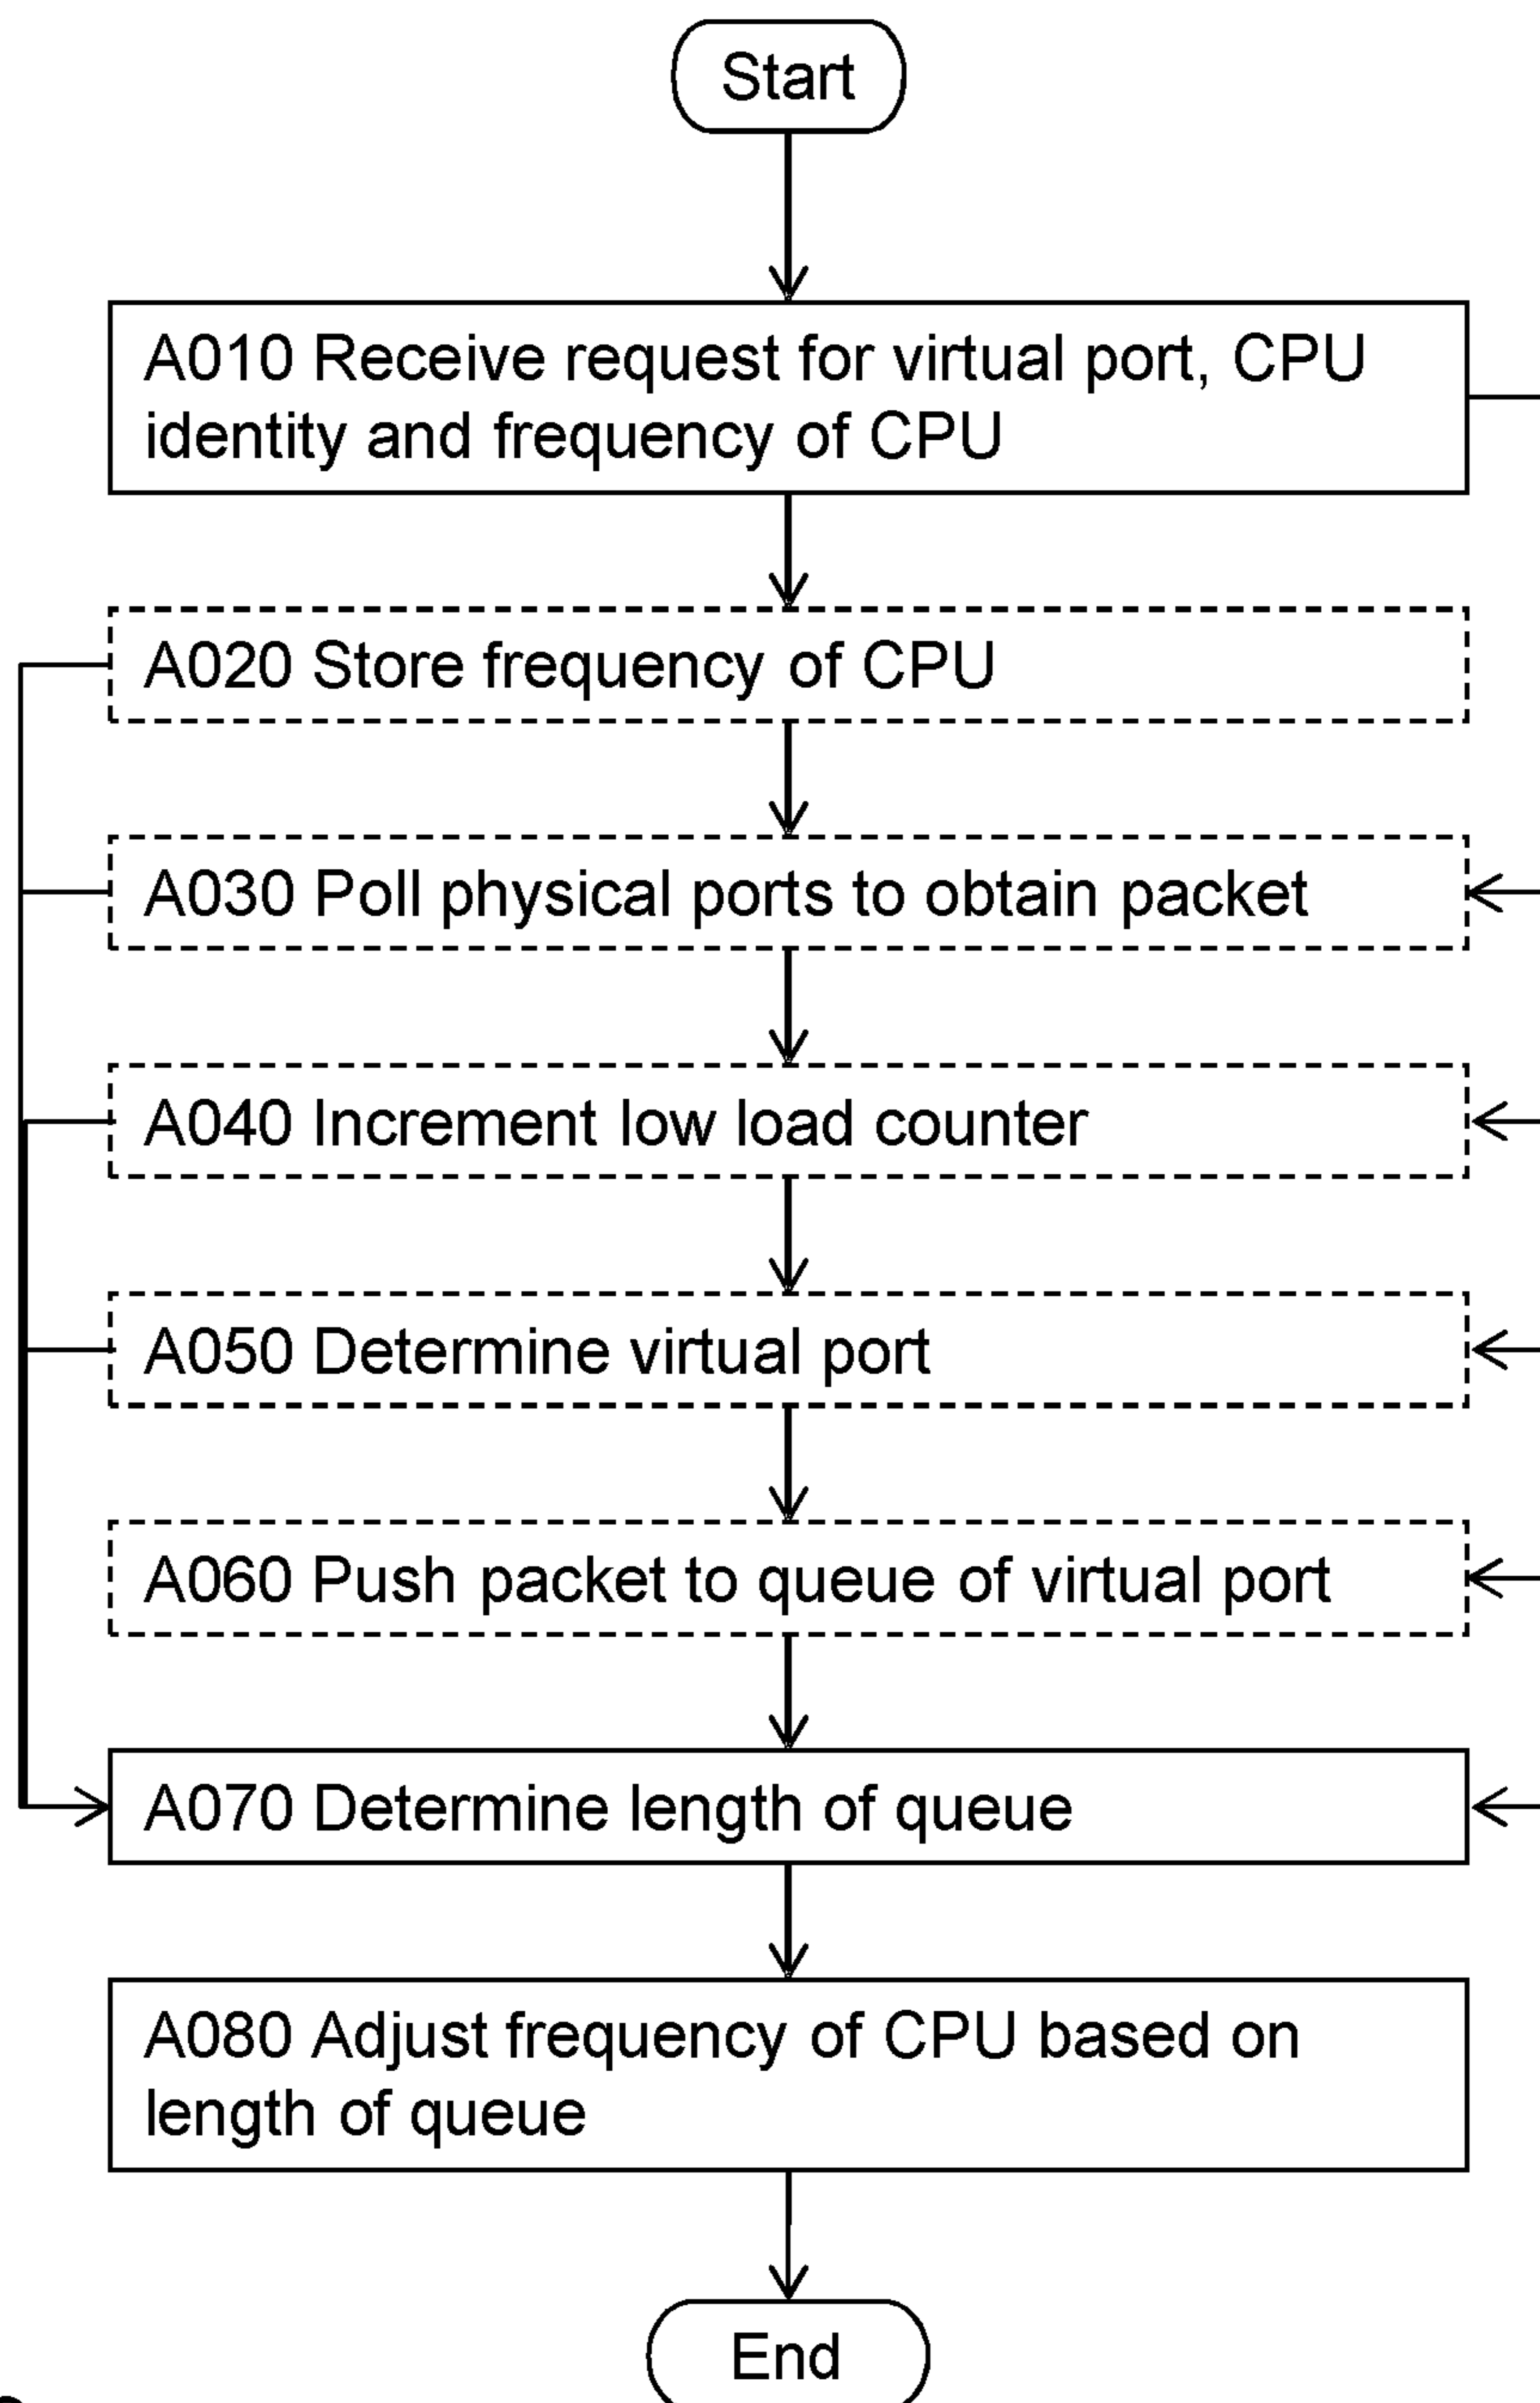 Start
A010 Receive request for virtual port, CPU
identity and frequency of CPU
A020 Store frequency of CPU
A030 Poll physical ports to obtain packet
A040 Increment low load counter
A050 Determine virtual port
A060 Push packet to queue of virtual port
A070 Determine length of queue
A080 Adjust frequency of CPU based on
length of queue
End